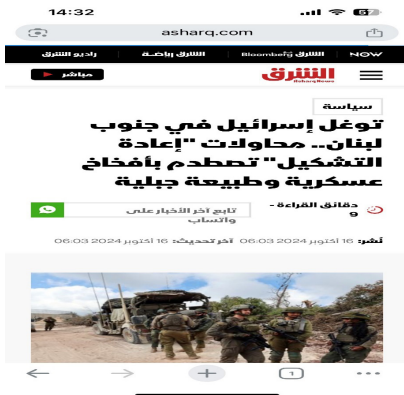 14:32
asharq.com
NOW الشرق Bloomberg الشرق رياضة راديو الشرق
الشرق
Asharq News
مباشر
سياسة
توغل إسرائيل في جنوب
لبنان.. محاولات "إعادة
التشكيل" تصطدم بأفخاخ
عسكرية وطبيعة جبلية
دقائق القراءة -
9
تابع آخر الأخبار على
واتساب
نشر: 16 أكتوبر 2024 06:03 آخر تحديث: 16 أكتوبر 2024 06:03
1